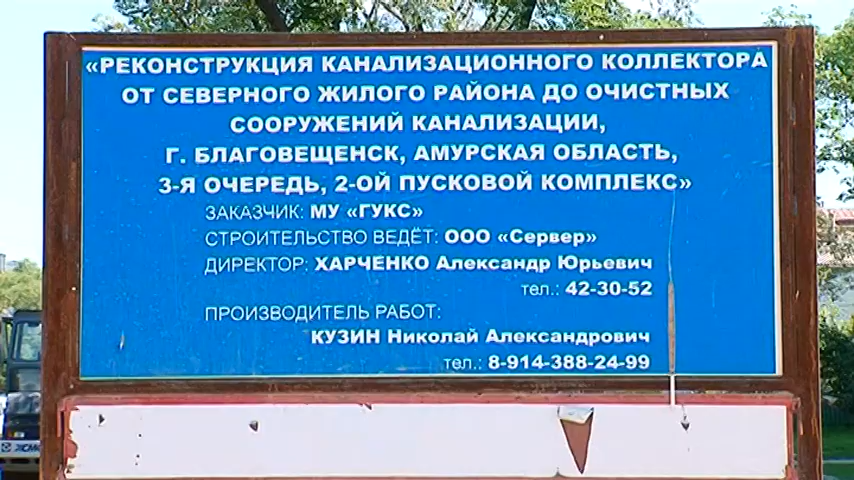 «РЕКОНСТРУКЦИЯ КАНАЛИЗАЦИОННОГО КОЛЛЕКТОРА
ОТ СЕВЕРНОГО ЖИЛОГО РАЙОНА ДО ОЧИСТНЫХ
СООРУЖЕНИЙ КАНАЛИЗАЦИИ,
Г. БЛАГОВЕЩЕНСК, АМУРСКАЯ ОБЛАСТЬ,
3-Я ОЧЕРЕДЬ, 2-ОЙ ПУСКОВОЙ КОМПЛЕКС»
ЗАКАЗЧИК: МУ «ГУКС»
СТРОИТЕЛЬСТВО ВЕДЁТ: ООО «Сервер»
ДИРЕКТОР: ХАРЧЕНКО Александр Юрьевич
тел.: 42-30-52
ПРОИЗВОДИТЕЛЬ РАБОТ:
КУЗИН Николай Александрович
тел.: 8-914-388-24-99